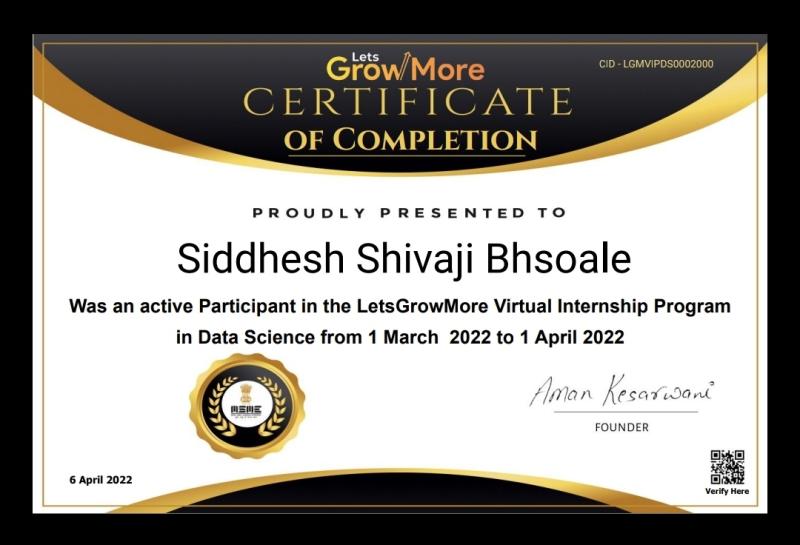 Lets
GrowMore
CID - LGMVIPDS0002000
CERTIFICATE
OF COMPLETION
PROUDLY PRESENTED TO
Siddhesh Shivaji Bhsoale
Was an active Participant in the LetsGrowMore Virtual Internship Program
in Data Science from 1 March 2022 to 1 April 2022
Aman Kesarwani
FOUNDER
6 April 2022
Verify Here